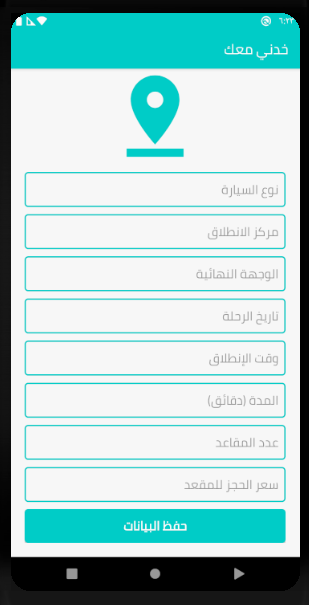 ٦:٢٢
خدني معك
نوع السيارة
مركز الانطلاق
الوجهة النهائية
تاريخ الرحلة
وقت الإنطلاق
المدة (دقائق)
عدد المقاعد
سعر الحجز للمقعد
حفظ البيانات